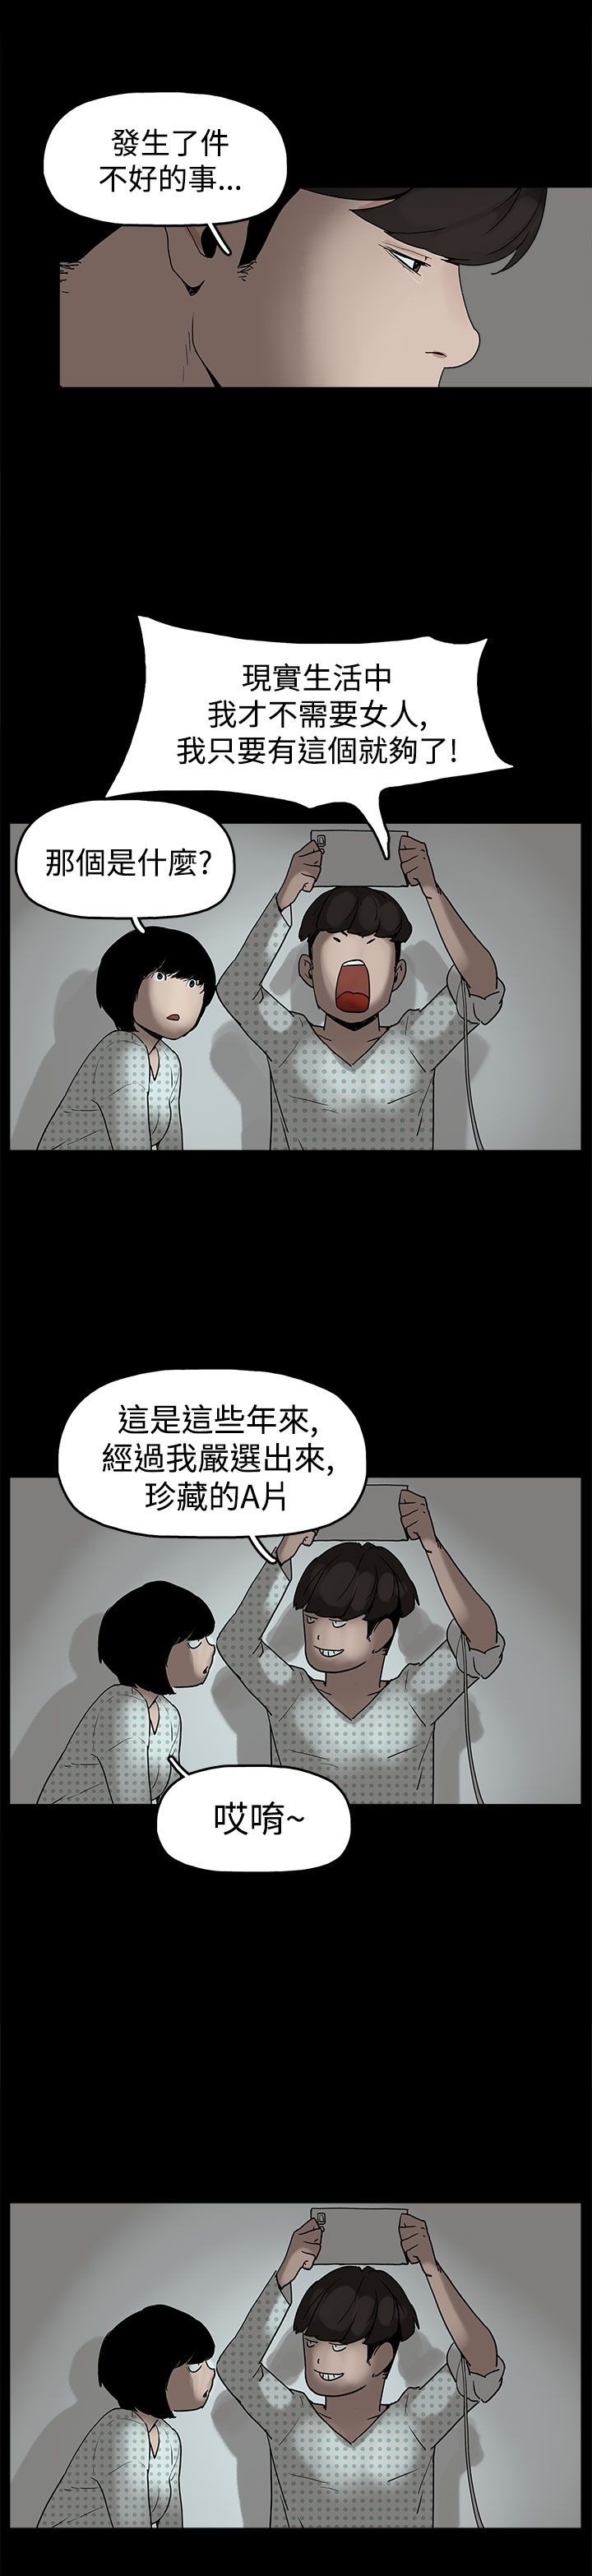 發生了件
不好的事...
現實生活中
我才不需要女人,
我只要有這個就夠了!
那個是什麼?
這是這些年來,
經過我嚴選出來,
珍藏的A片
哎唷~